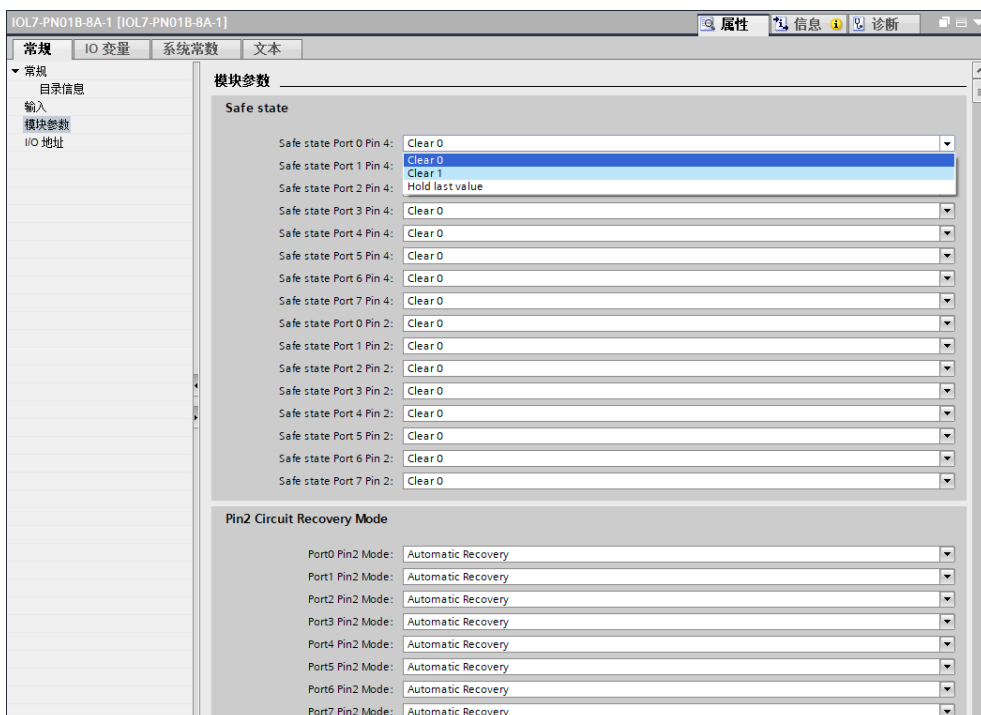 IOL7-PN01B-8A-1 [IOL7-PN01B-8A-1]
属性 信息 诊断
常规 IO 变量 系统常数 文本
常规
目录信息
输入
模块参数
I/O 地址
模块参数
Safe state
Safe state Port 0 Pin 4: Clear 0
Clear 0
Safe state Port 1 Pin 4:
Clear 1
Safe state Port 2 Pin 4: Hold last value
Safe state Port 3 Pin 4: Clear 0
Safe state Port 4 Pin 4: Clear 0
Safe state Port 5 Pin 4: Clear 0
Safe state Port 6 Pin 4: Clear 0
Safe state Port 7 Pin 4: Clear 0
Safe state Port 0 Pin 2: Clear 0
Safe state Port 1 Pin 2: Clear 0
Safe state Port 2 Pin 2: Clear 0
Safe state Port 3 Pin 2: Clear 0
Safe state Port 4 Pin 2: Clear 0
Safe state Port 5 Pin 2: Clear 0
Safe state Port 6 Pin 2: Clear 0
Safe state Port 7 Pin 2: Clear 0
Pin2 Circuit Recovery Mode
Port0 Pin2 Mode: Automatic Recovery
Port1 Pin2 Mode: Automatic Recovery
Port2 Pin2 Mode: Automatic Recovery
Port3 Pin2 Mode: Automatic Recovery
Port4 Pin2 Mode: Automatic Recovery
Port5 Pin2 Mode: Automatic Recovery
Port6 Pin2 Mode: Automatic Recovery
Port7 Pin2 Mode: Automatic Recovery